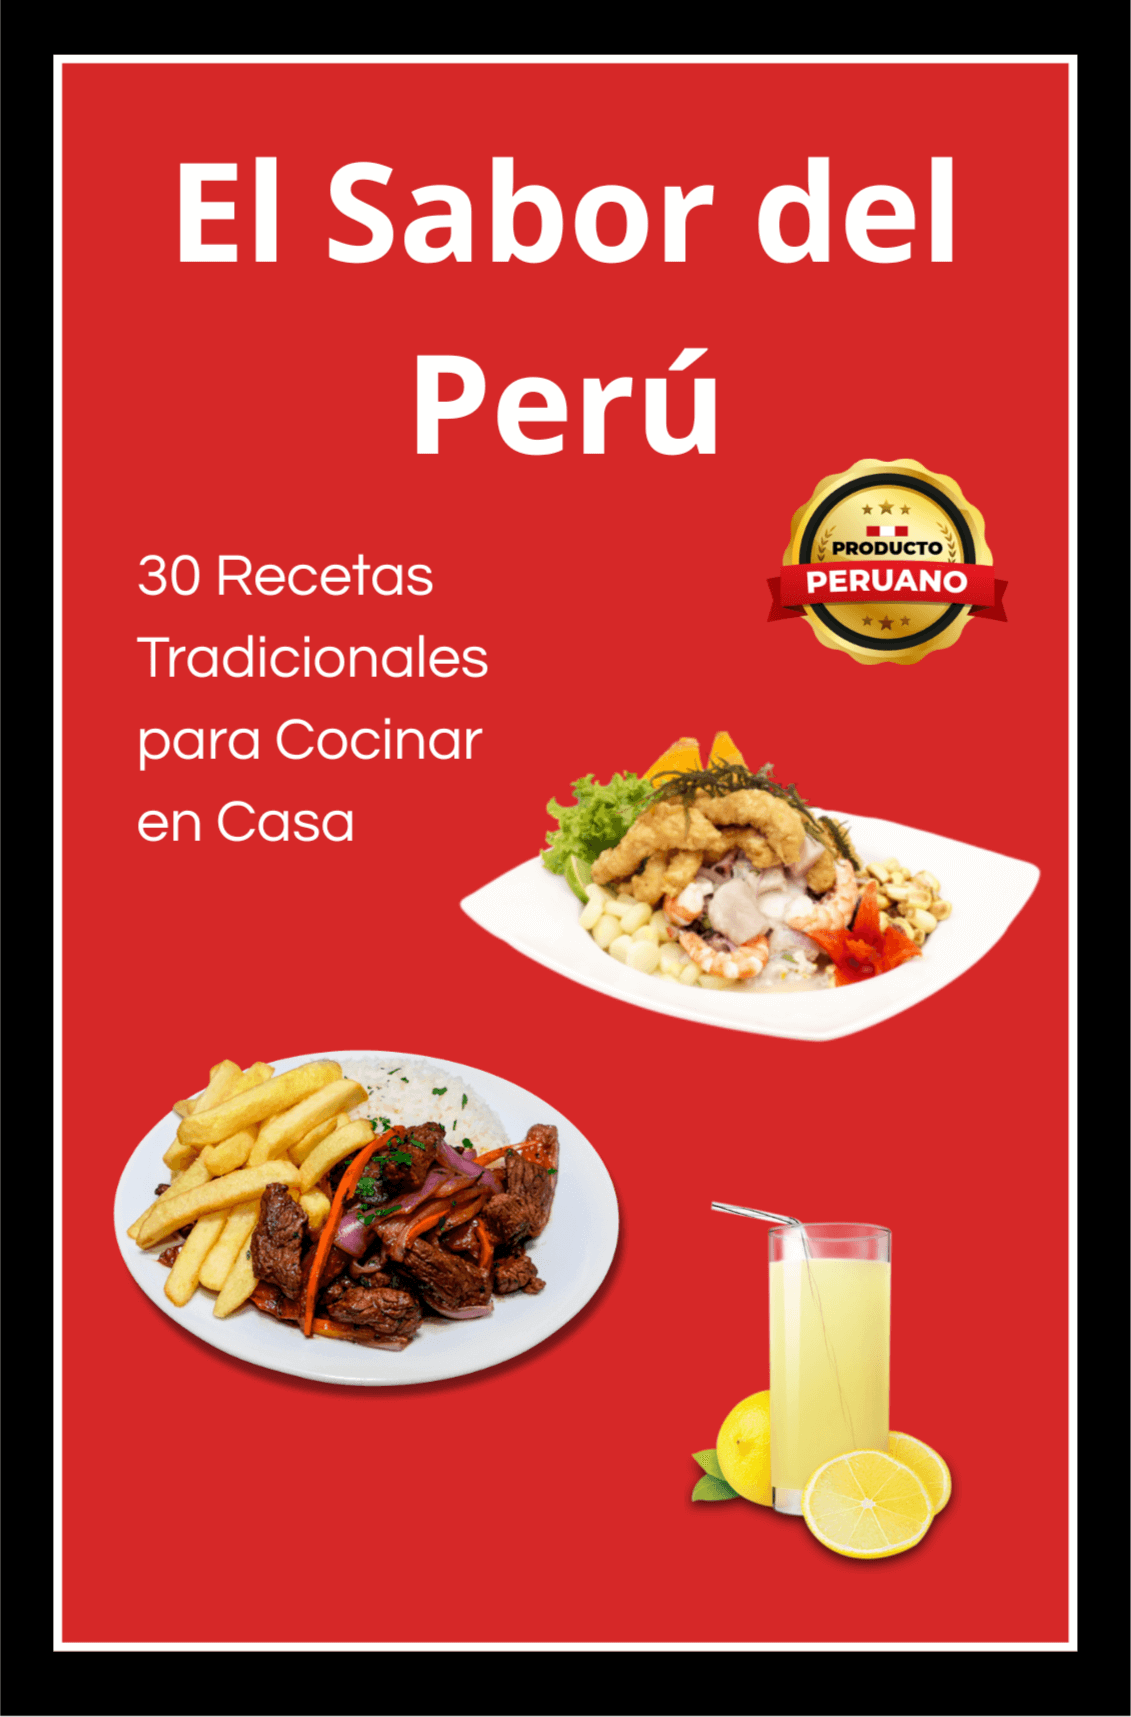 El Sabor del
Perú
30 Recetas
Tradicionales
para Cocinar
en Casa
PRODUCTO
PERUANO